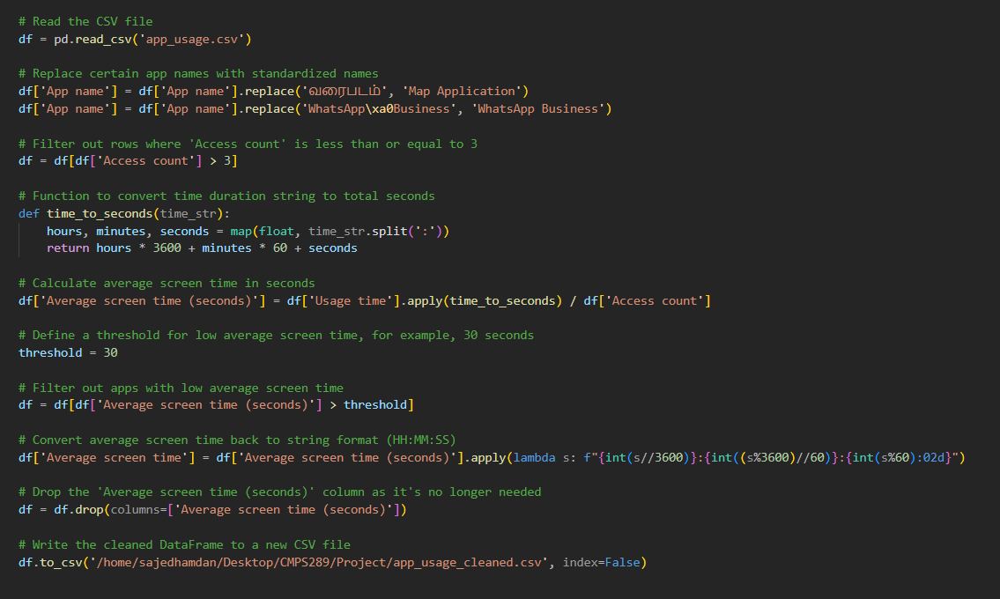 # Read the CSV file
df = pd.read_csv('app_usage.csv')
# Replace certain app names with standardized names
df['App name'] = df['App name'].replace('வரைபடம்', 'Map Application')
df['App name'] = df['App name'].replace('WhatsApp\xa0Business', 'WhatsApp Business')
# Filter out rows where 'Access count' is less than or equal to 3
df = df[df['Access count'] > 3]
# Function to convert time duration string to total seconds
def time_to_seconds(time_str):
    hours, minutes, seconds = map(float, time_str.split(':'))
    return hours * 3600 + minutes * 60 + seconds
# Calculate average screen time in seconds
df['Average screen time (seconds)'] = df['Usage time'].apply(time_to_seconds) / df['Access count']
# Define a threshold for low average screen time, for example, 30 seconds
threshold = 30
# Filter out apps with low average screen time
df = df[df['Average screen time (seconds)'] > threshold]
# Convert average screen time back to string format (HH:MM:SS)
df['Average screen time'] = df['Average screen time (seconds)'].apply(lambda s: f"{int(s//3600)}:{int((s%3600)//60)}:{int(s%60):02d}")
# Drop the 'Average screen time (seconds)' column as it's no longer needed
df = df.drop(columns=['Average screen time (seconds)'])
# Write the cleaned DataFrame to a new CSV file
df.to_csv('/home/sajedhamdan/Desktop/CMPS289/Project/app_usage_cleaned.csv', index=False)